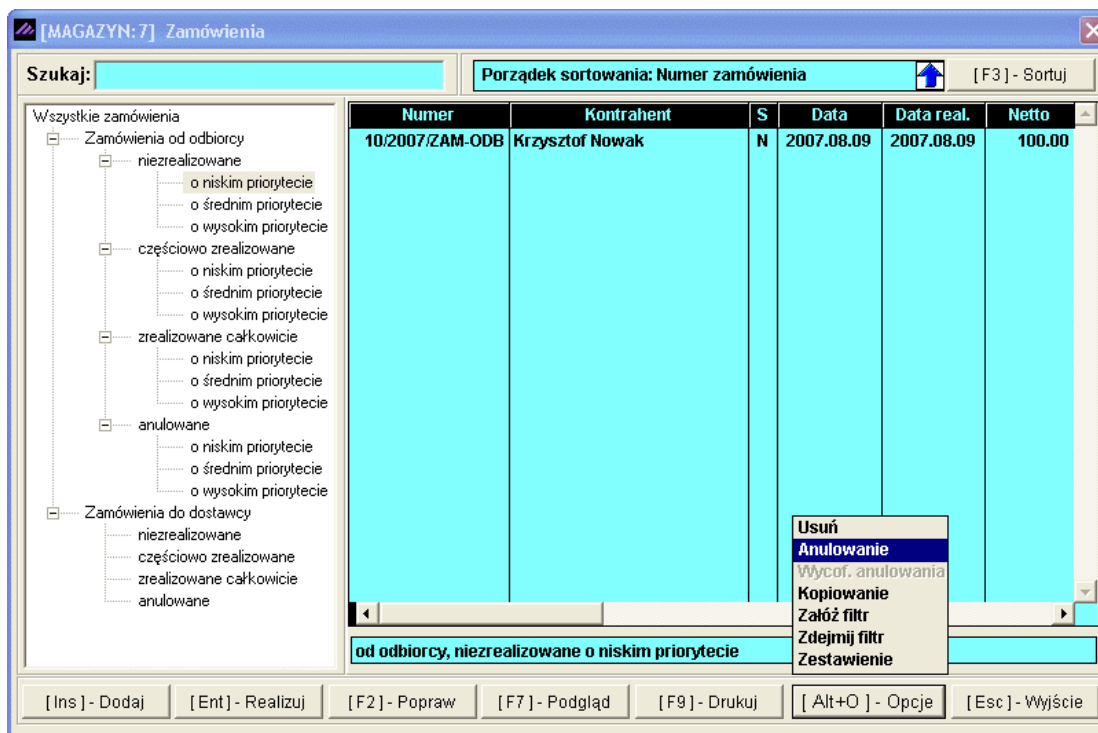 [MAGAZYN:7] Zamówienia
Szukaj:
Porządek sortowania: Numer zamówienia
[F3] - Sortuj
Wszystkie zamówienia
Zamówienia od odbiorcy
niezrealizowane
o niskim priorytecie
o średnim priorytecie
o wysokim priorytecie
częściowo zrealizowane
o niskim priorytecie
o średnim priorytecie
o wysokim priorytecie
zrealizowane całkowicie
o niskim priorytecie
o średnim priorytecie
o wysokim priorytecie
anulowane
o niskim priorytecie
o średnim priorytecie
o wysokim priorytecie
Zamówienia do dostawcy
niezrealizowane
częściowo zrealizowane
zrealizowane całkowicie
anulowane
Numer Kontrahent S Data Data real. Netto
10/2007/ZAM-ODB Krzysztof Nowak N 2007.08.09 2007.08.09 100.00
Usuń
Anulowanie
Wycof. anulowania
Kopiowanie
Załóż filtr
Zdejmij filtr
Zestawienie
od odbiorcy, niezrealizowane o niskim priorytecie
[Ins] - Dodaj [Ent] - Realizuj [F2] - Popraw [F7] - Podgląd [F9] - Drukuj [Alt+O] - Opcje [Esc] - Wyjście